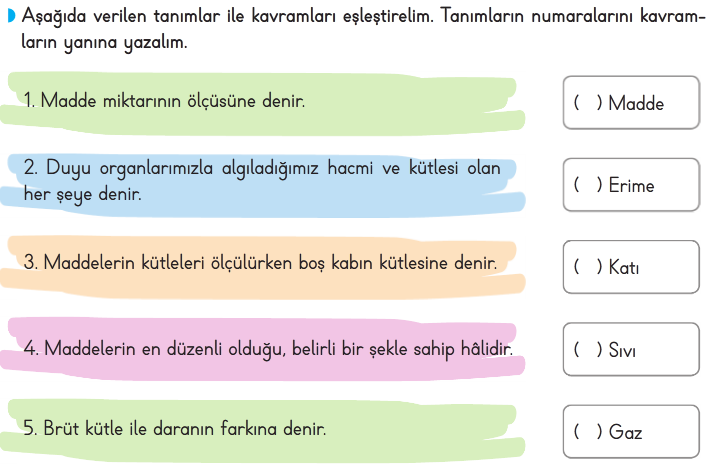 Aşağıda verilen tanımlar ile kavramları eşleştirelim. Tanımların numaralarını kavram-
ların yanına yazalım.
1. Madde miktarının ölçüsüne denir.
( ) Madde
2. Duyu organlarımızla algıladığımız hacmi ve kütlesi olan
her şeye denir.
( ) Erime
3. Maddelerin kütleleri ölçülürken boş kabın kütlesine denir.
( ) Katı
4. Maddelerin en düzenli olduğu, belirli bir şekle sahip hâlidir.
( ) Sıvı
5. Brüt kütle ile daranın farkına denir.
( ) Gaz